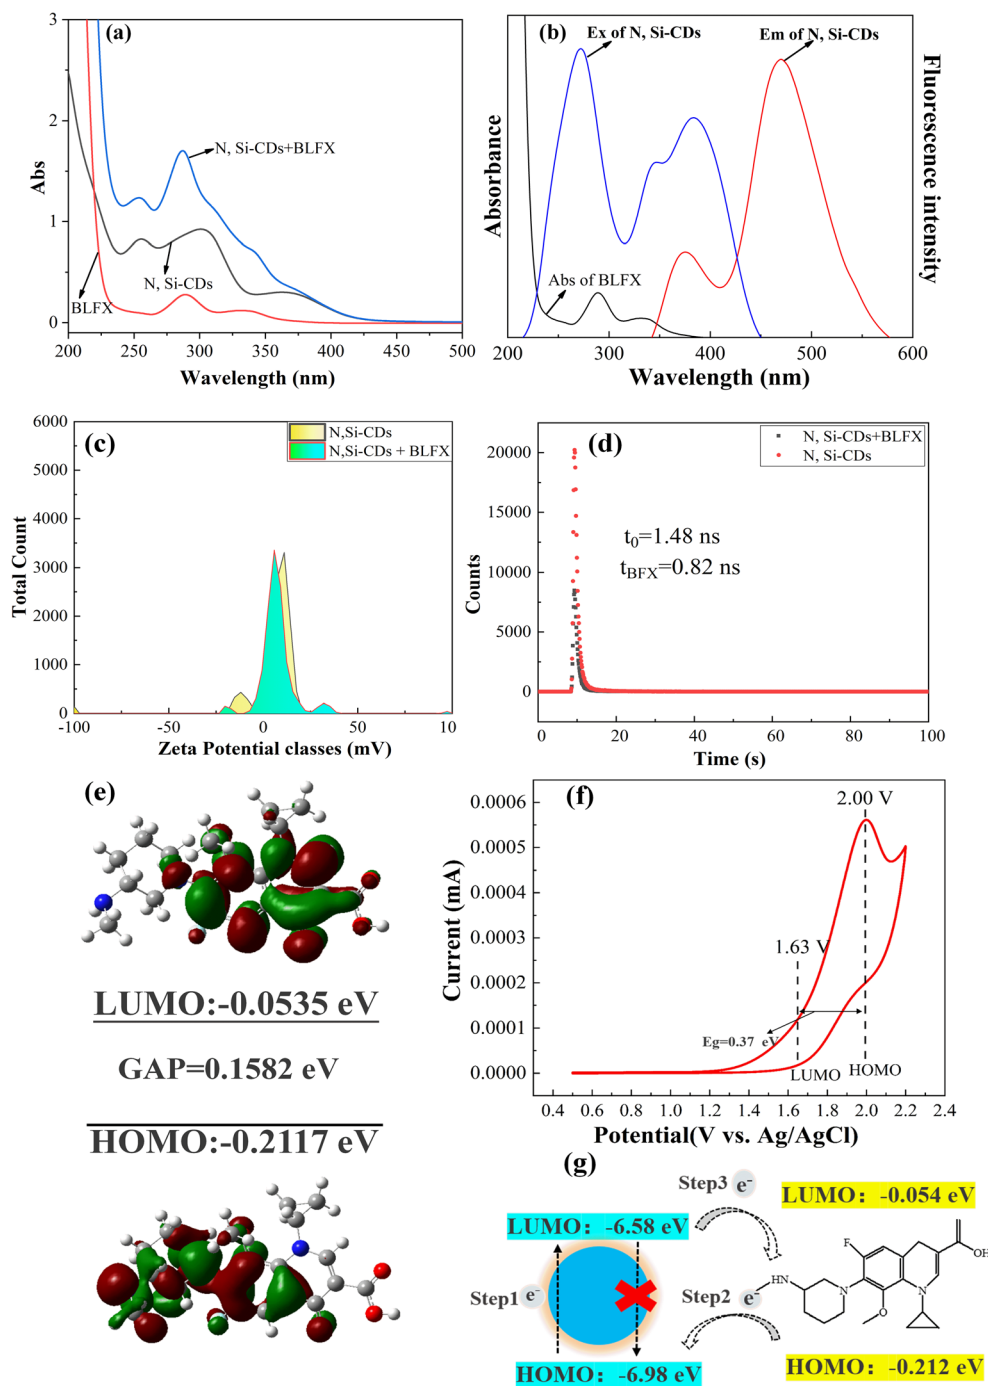 (a)
N, Si-CDs+BLFX
N, Si-CDs
BLFX
Abs
3
2
1
0
200 250 300 350 400 450 500
Wavelength (nm)
(b)
Ex of N, Si-CDs
Em of N, Si-CDs
Abs of BLFX
Absorbance
Fluorescence intensity
200 300 400 500 600
Wavelength (nm)
(c)
N,Si-CDs
N,Si-CDs + BLFX
Total Count
6000
5000
4000
3000
2000
1000
0
-100 -50 0 50 10
Zeta Potential classes (mV)
(d)
N, Si-CDs+BLFX
N, Si-CDs
t0=1.48 ns
tBFX=0.82 ns
Counts
20000
15000
10000
5000
0
0 20 40 60 80 100
Time (s)
(e)
LUMO:-0.0535 eV
GAP=0.1582 eV
HOMO:-0.2117 eV
(f)
2.00 V
1.63 V
Eg=0.37 eV
LUMO
HOMO
Current (mA)
0.0006
0.0005
0.0004
0.0003
0.0002
0.0001
0.0000
0.4 0.6 0.8 1.0 1.2 1.4 1.6 1.8 2.0 2.2 2.4
Potential(V vs. Ag/AgCl)
(g)
Step3 e-
LUMO: -0.054 eV
LUMO: -6.58 eV
Step1 e-
Step2 e-
F
OH
HN
N
O
N
HOMO: -6.98 eV
HOMO: -0.212 eV